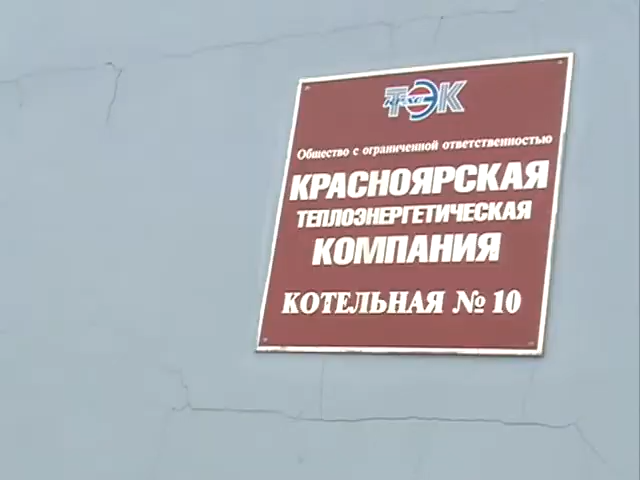 ТЭК
Общество с ограниченной ответственностью
КРАСНОЯРСКАЯ
ТЕПЛОЭНЕРГЕТИЧЕСКАЯ
КОМПАНИЯ
КОТЕЛЬНАЯ № 10